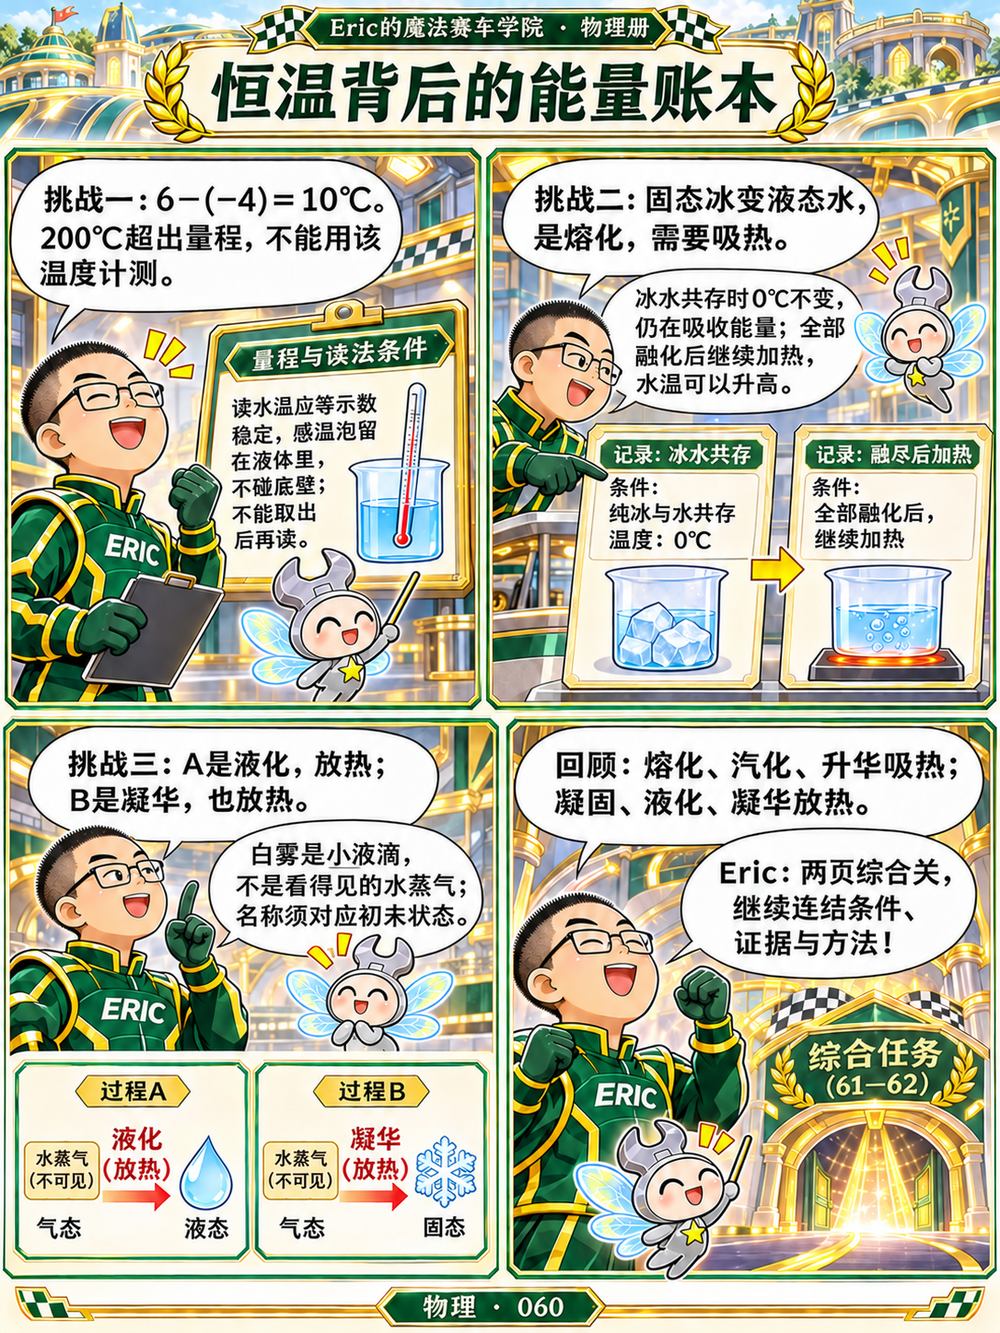 Eric的魔法赛车学院 · 物理册
恒温背后的能量账本
挑战一：6－(－4)＝10℃。
200℃超出量程，不能用该
温度计测。
量程与读法条件
读水温应等示数
稳定，感温泡留
在液体里，
不碰底壁；
不能取出
后再读。
ERIC
挑战二：固态冰变液态水，
是熔化，需要吸热。
冰水共存时0℃不变，
仍在吸收能量；全部
融化后继续加热，
水温可以升高。
记录：冰水共存
条件：
纯冰与水共存
温度：0℃
记录：融尽后加热
条件：
全部融化后，
继续加热
挑战三：A是液化，放热；
B是凝华，也放热。
白雾是小液滴，
不是看得见的水蒸气；
名称须对应初末状态。
ERIC
过程A
水蒸气
(不可见)
液化
(放热)
气态
液态
过程B
水蒸气
(不可见)
凝华
(放热)
气态
固态
回顾：熔化、汽化、升华吸热；
凝固、液化、凝华放热。
Eric：两页综合关，
继续连结条件、
证据与方法！
综合任务
(61—62)
ERIC
物理 · 060